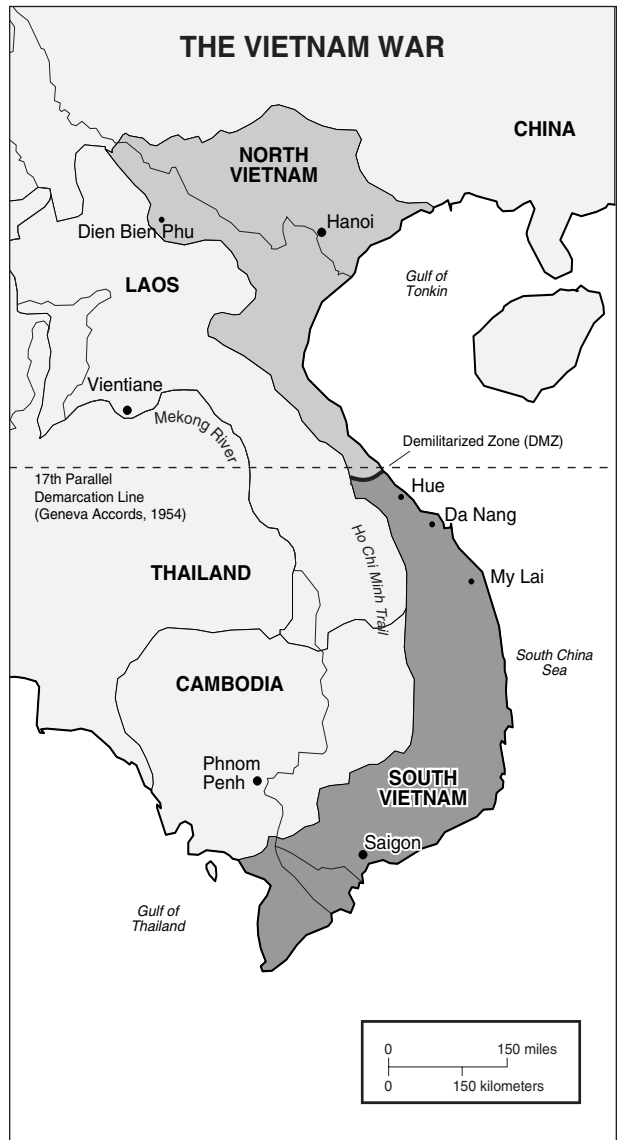 THE VIETNAM WAR
CHINA
NORTH
VIETNAM
Hanoi
Dien Bien Phu
Gulf of
Tonkin
LAOS
Vientiane
Mekong River
Demilitarized Zone (DMZ)
17th Parallel
Demarcation Line
(Geneva Accords, 1954)
Hue
Da Nang
Ho Chi Minh Trail
THAILAND
My Lai
South China
Sea
CAMBODIA
Phnom
Penh
SOUTH
VIETNAM
Saigon
Gulf of
Thailand
0 150 miles
0 150 kilometers